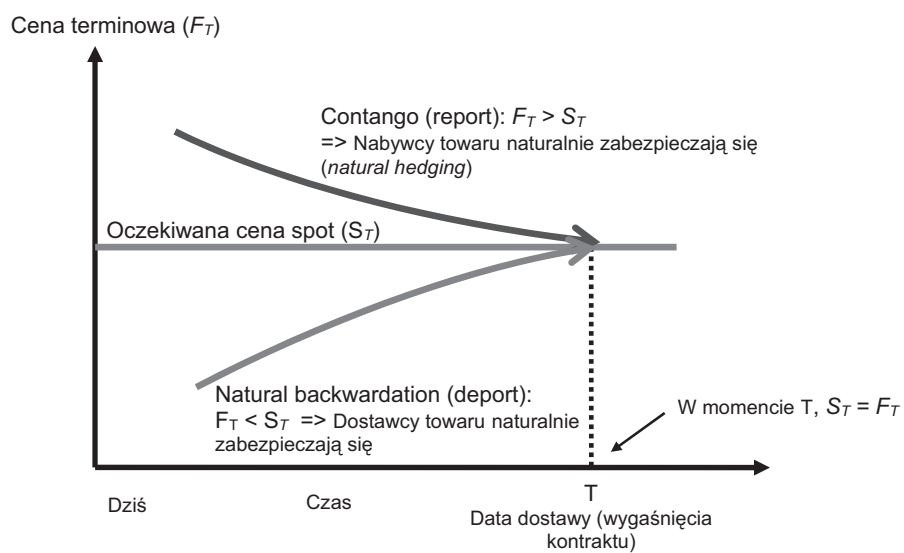 Cena terminowa (F_T)
Contango (report): F_T > S_T
=> Nabywcy towaru naturalnie zabezpieczają się
(natural hedging)
Oczekiwana cena spot (S_T)
Natural backwardation (deport):
F_T < S_T => Dostawcy towaru naturalnie
zabezpieczają się
W momencie T, S_T = F_T
Dziś
Czas
T
Data dostawy (wygaśnięcia
kontraktu)